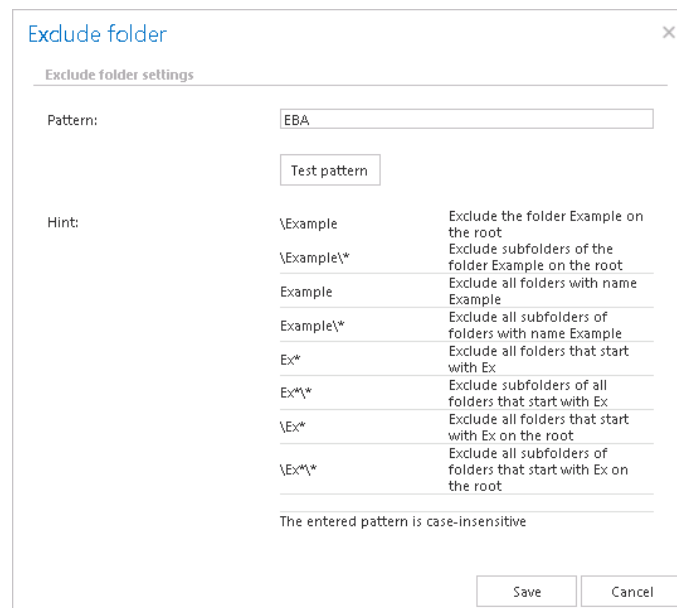 Exclude folder
Exclude folder settings
Pattern:
EBA
Test pattern
Hint:
\Example
Exclude the folder Example on
the root
\Example\*
Exclude subfolders of the
folder Example on the root
Example
Exclude all folders with name
Example
Example\*
Exclude all subfolders of
folders with name Example
Ex*
Exclude all folders that start
with Ex
Ex*\*
Exclude subfolders of all
folders that start with Ex
\Ex*
Exclude all folders that start
with Ex on the root
\Ex*\*
Exclude all subfolders of
folders that start with Ex on
the root
The entered pattern is case-insensitive
Save
Cancel